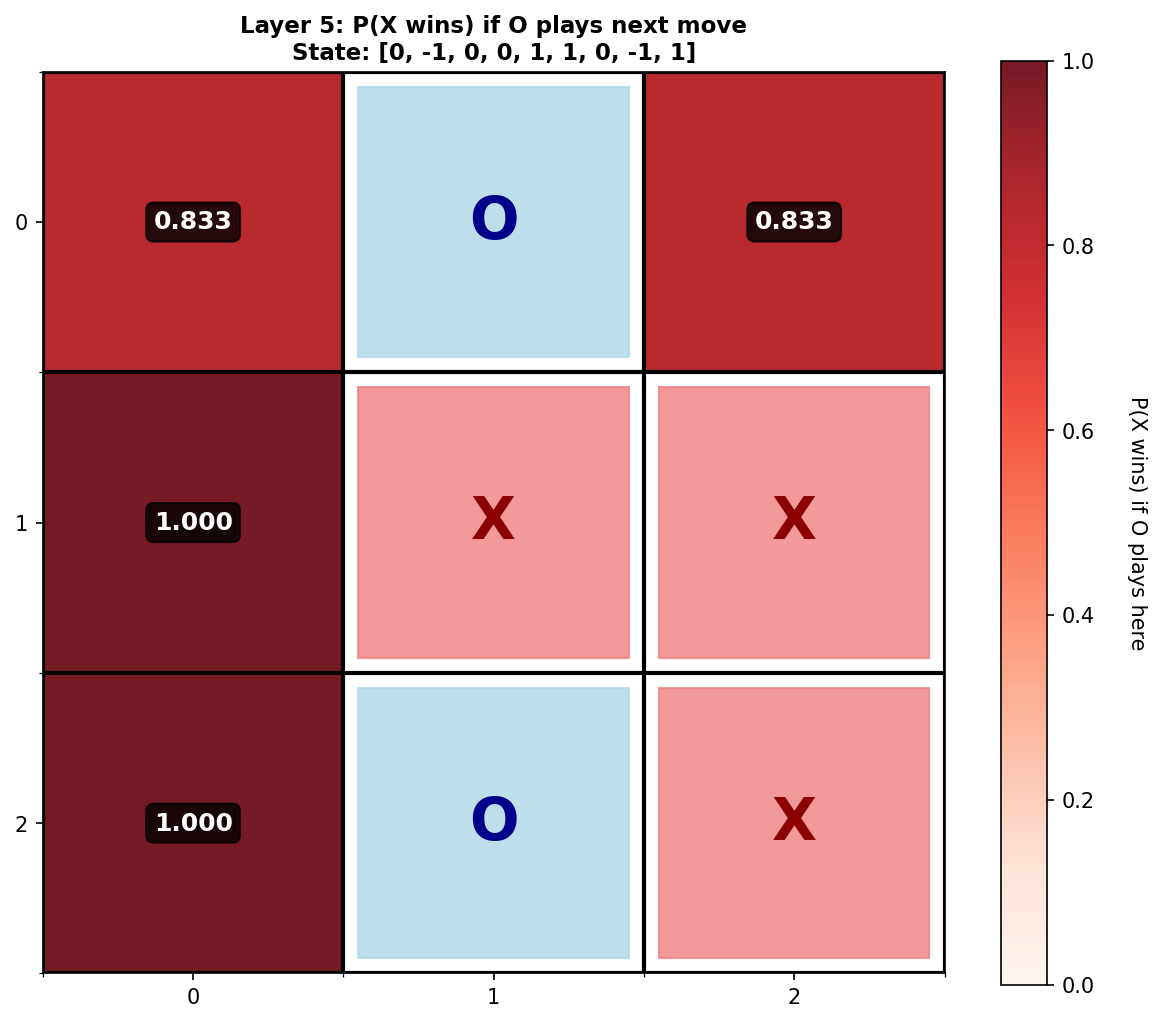 Layer 5: P(X wins) if O plays next move
State: [0, -1, 0, 0, 1, 1, 0, -1, 1]
0.833
O
0.833
1.000
X
X
1.000
O
X
0
1
2
0
1
2
1.0
0.8
0.6
0.4
0.2
0.0
P(X wins) if O plays here